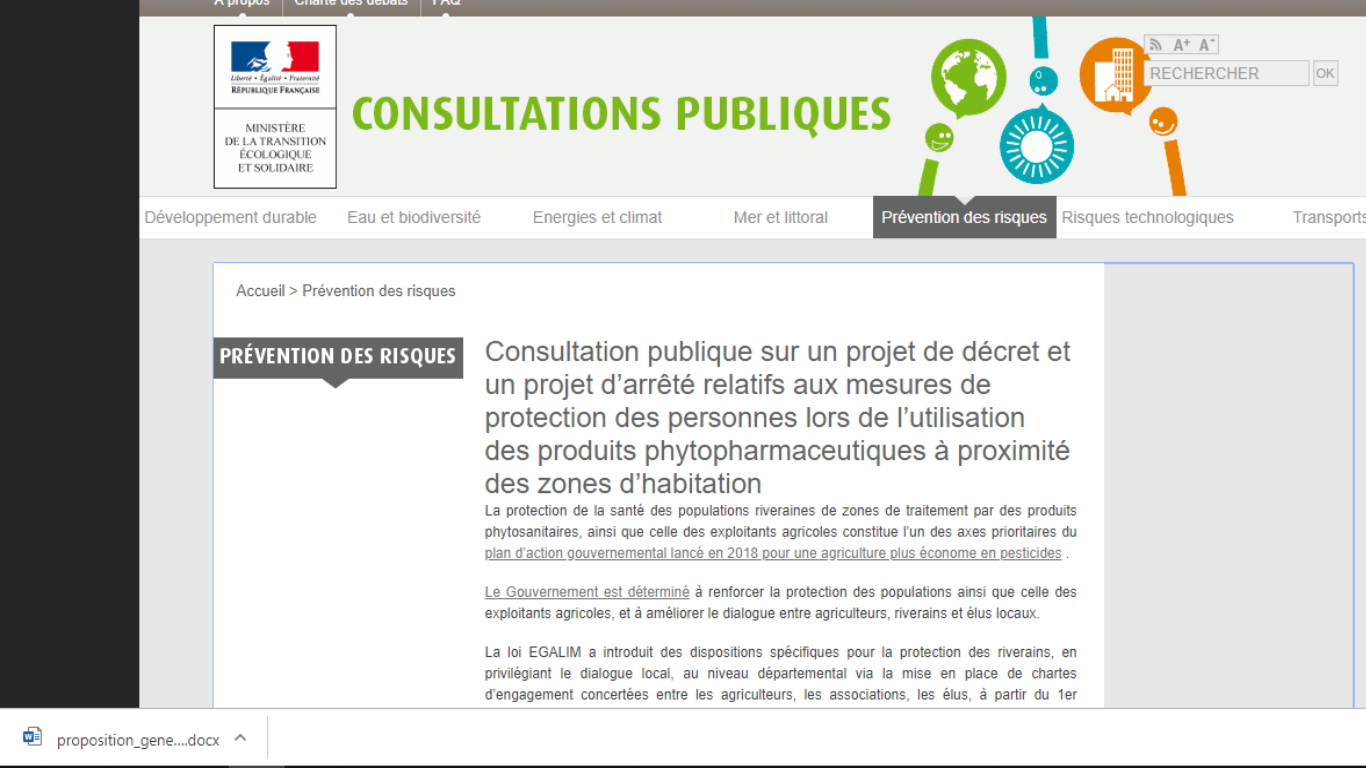 A propos Charte des débats FAQ
Liberté • Égalité • Fraternité
RÉPUBLIQUE FRANÇAISE
MINISTÈRE
DE LA TRANSITION
ÉCOLOGIQUE
ET SOLIDAIRE
CONSULTATIONS PUBLIQUES
A+ A-
RECHERCHER OK
Développement durable Eau et biodiversité Energies et climat Mer et littoral Prévention des risques Risques technologiques Transports
Accueil > Prévention des risques
PRÉVENTION DES RISQUES
Consultation publique sur un projet de décret et
un projet d’arrêté relatifs aux mesures de
protection des personnes lors de l’utilisation
des produits phytopharmaceutiques à proximité
des zones d’habitation
La protection de la santé des populations riveraines de zones de traitement par des produits
phytosanitaires, ainsi que celle des exploitants agricoles constitue l’un des axes prioritaires du
plan d’action gouvernemental lancé en 2018 pour une agriculture plus économe en pesticides .
Le Gouvernement est déterminé à renforcer la protection des populations ainsi que celle des
exploitants agricoles, et à améliorer le dialogue entre agriculteurs, riverains et élus locaux.
La loi EGALIM a introduit des dispositions spécifiques pour la protection des riverains, en
privilégiant le dialogue local, au niveau départemental via la mise en place de chartes
d’engagement concertées entre les agriculteurs, les associations, les élus, à partir du 1er
proposition_gene....docx